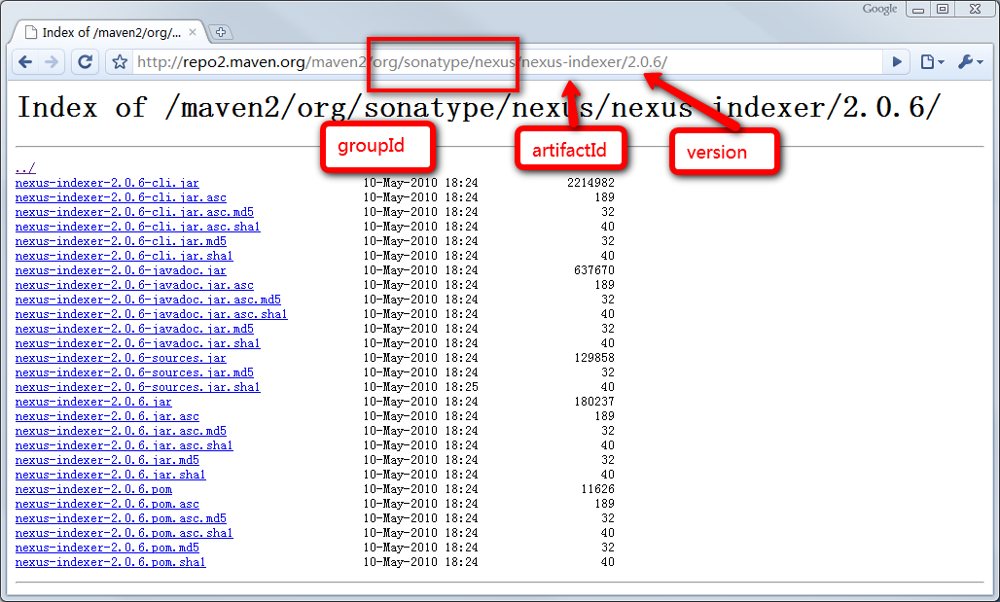 Google
Index of /maven2/org/...
http://repo2.maven.org/maven2/org/sonatype/nexus/nexus-indexer/2.0.6/
Index of /maven2/org/sonatype/nexus/nexus-indexer/2.0.6/
groupId
artifactId
version
../
nexus-indexer-2.0.6-cli.jar 10-May-2010 18:24 2214982
nexus-indexer-2.0.6-cli.jar.asc 10-May-2010 18:24 189
nexus-indexer-2.0.6-cli.jar.asc.md5 10-May-2010 18:24 32
nexus-indexer-2.0.6-cli.jar.asc.sha1 10-May-2010 18:24 40
nexus-indexer-2.0.6-cli.jar.md5 10-May-2010 18:24 32
nexus-indexer-2.0.6-cli.jar.sha1 10-May-2010 18:24 40
nexus-indexer-2.0.6-javadoc.jar 10-May-2010 18:24 637670
nexus-indexer-2.0.6-javadoc.jar.asc 10-May-2010 18:24 189
nexus-indexer-2.0.6-javadoc.jar.asc.md5 10-May-2010 18:24 32
nexus-indexer-2.0.6-javadoc.jar.asc.sha1 10-May-2010 18:24 40
nexus-indexer-2.0.6-javadoc.jar.md5 10-May-2010 18:24 32
nexus-indexer-2.0.6-javadoc.jar.sha1 10-May-2010 18:24 40
nexus-indexer-2.0.6-sources.jar 10-May-2010 18:24 129858
nexus-indexer-2.0.6-sources.jar.md5 10-May-2010 18:24 32
nexus-indexer-2.0.6-sources.jar.sha1 10-May-2010 18:25 40
nexus-indexer-2.0.6.jar 10-May-2010 18:24 180237
nexus-indexer-2.0.6.jar.asc 10-May-2010 18:24 189
nexus-indexer-2.0.6.jar.asc.md5 10-May-2010 18:24 32
nexus-indexer-2.0.6.jar.asc.sha1 10-May-2010 18:24 40
nexus-indexer-2.0.6.jar.md5 10-May-2010 18:24 32
nexus-indexer-2.0.6.jar.sha1 10-May-2010 18:24 40
nexus-indexer-2.0.6.pom 10-May-2010 18:24 11626
nexus-indexer-2.0.6.pom.asc 10-May-2010 18:24 189
nexus-indexer-2.0.6.pom.asc.md5 10-May-2010 18:24 32
nexus-indexer-2.0.6.pom.asc.sha1 10-May-2010 18:24 40
nexus-indexer-2.0.6.pom.md5 10-May-2010 18:24 32
nexus-indexer-2.0.6.pom.sha1 10-May-2010 18:24 40